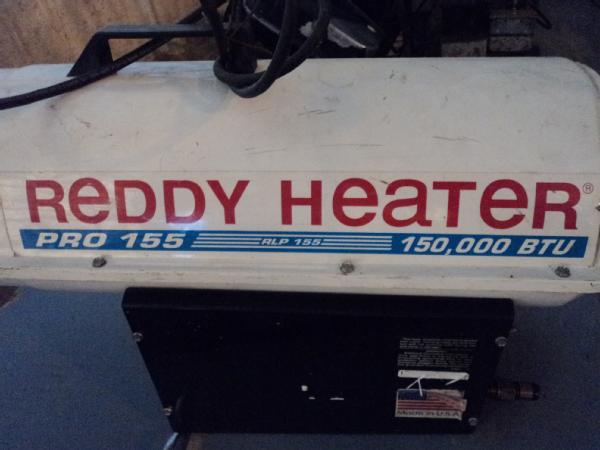 ReDDY HeaTeR®
PRO 155 RLP 155 150,000 BTU
Made in U.S.A.